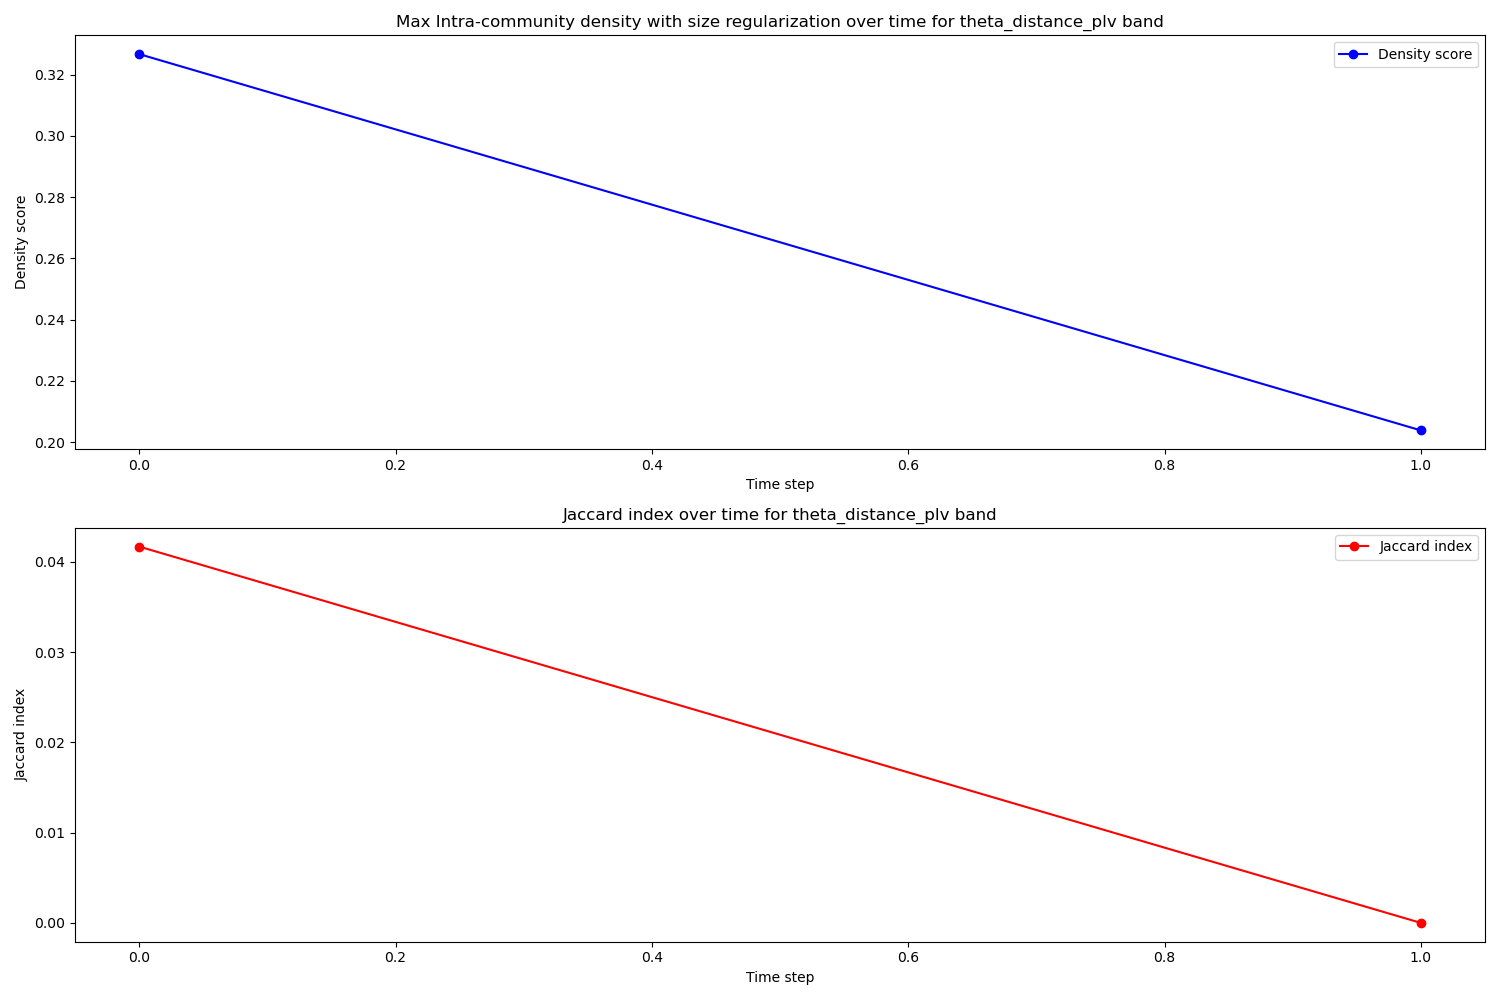 Max Intra-community density with size regularization over time for theta_distance_plv band
Density score
0.32
0.30
0.28
0.26
0.24
0.22
0.20
Density score
0.0 0.2 0.4 0.6 0.8 1.0
Time step
Jaccard index over time for theta_distance_plv band
Jaccard index
0.04
0.03
0.02
0.01
0.00
Jaccard index
0.0 0.2 0.4 0.6 0.8 1.0
Time step